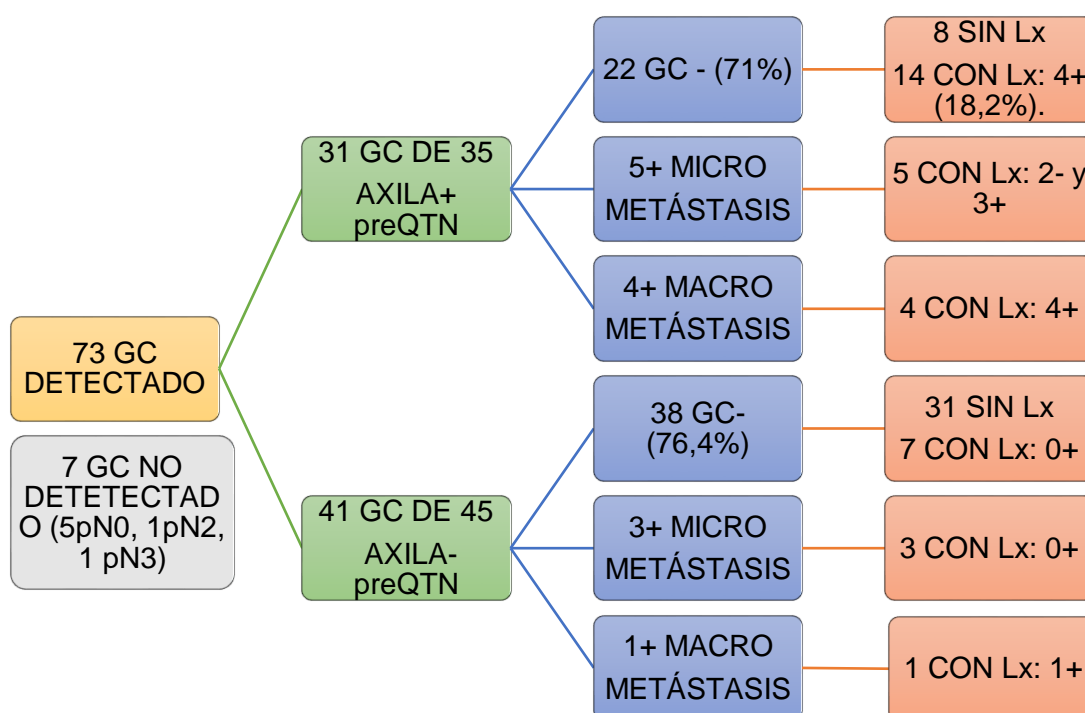 73 GC
DETECTADO
7 GC NO
DETETECTAD
O (5pN0, 1pN2,
1 pN3)
31 GC DE 35
AXILA+
preQTN
22 GC - (71%)
8 SIN Lx
14 CON Lx: 4+
(18,2%).
5+ MICRO
METÁSTASIS
5 CON Lx: 2- y
3+
4+ MACRO
METÁSTASIS
4 CON Lx: 4+
41 GC DE 45
AXILA-
preQTN
38 GC-
(76,4%)
31 SIN Lx
7 CON Lx: 0+
3+ MICRO
METÁSTASIS
3 CON Lx: 0+
1+ MACRO
METÁSTASIS
1 CON Lx: 1+